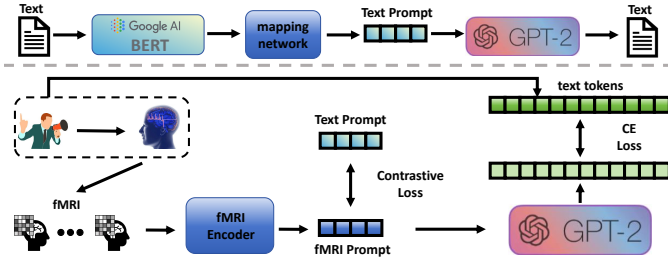 Text
Google AI
BERT
mapping
network
Text Prompt
GPT-2
Text
text tokens
Text Prompt
CE
Loss
Contrastive
Loss
fMRI
fMRI
Encoder
fMRI Prompt
GPT-2